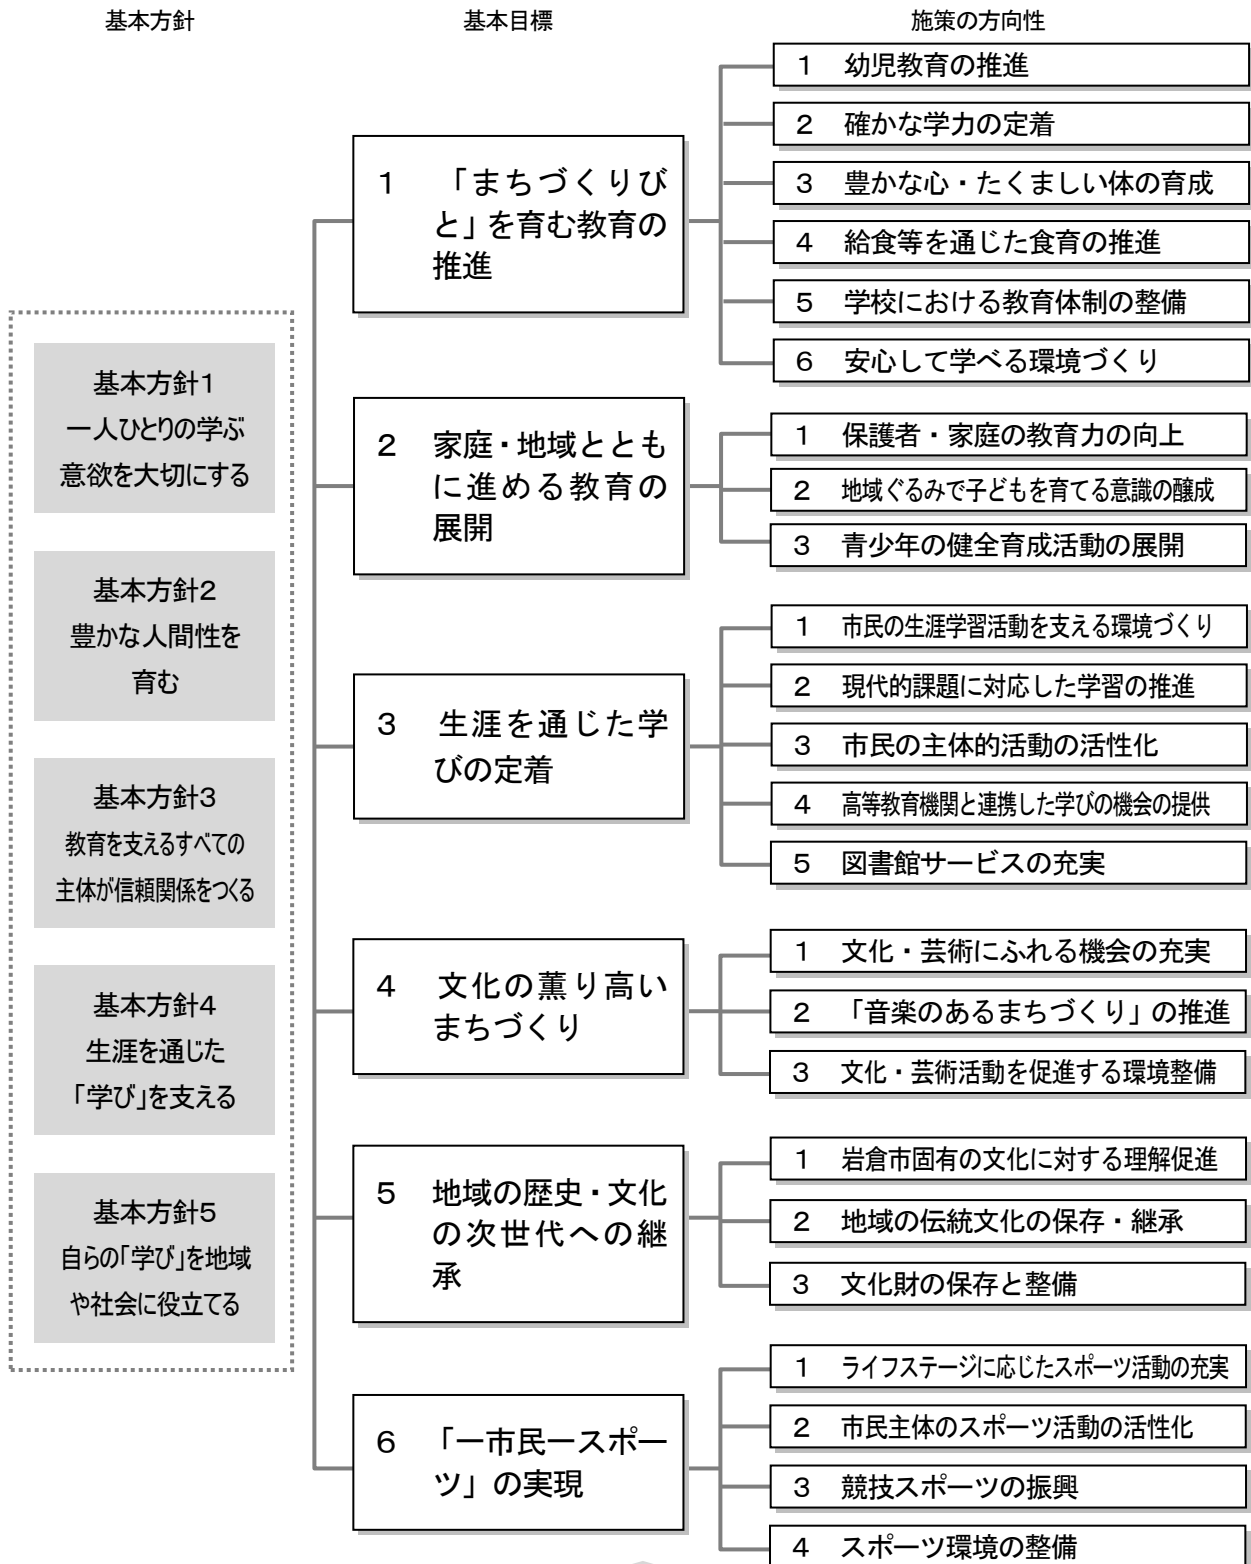 基本方針
基本目標
施策の方向性
基本方針1
一人ひとりの学ぶ
意欲を大切にする
基本方針2
豊かな人間性を
育む
基本方針3
教育を支えるすべての
主体が信頼関係をつくる
基本方針4
生涯を通じた
「学び」を支える
基本方針5
自らの「学び」を地域
や社会に役立てる
1 「まちづくりび
と」を育む教育の
推進
1 幼児教育の推進
2 確かな学力の定着
3 豊かな心・たくましい体の育成
4 給食等を通じた食育の推進
5 学校における教育体制の整備
6 安心して学べる環境づくり
2 家庭・地域ととも
に進める教育の
展開
1 保護者・家庭の教育力の向上
2 地域ぐるみで子どもを育てる意識の醸成
3 青少年の健全育成活動の展開
3 生涯を通じた学
びの定着
1 市民の生涯学習活動を支える環境づくり
2 現代的課題に対応した学習の推進
3 市民の主体的活動の活性化
4 高等教育機関と連携した学びの機会の提供
5 図書館サービスの充実
4 文化の薫り高い
まちづくり
1 文化・芸術にふれる機会の充実
2 「音楽のあるまちづくり」の推進
3 文化・芸術活動を促進する環境整備
5 地域の歴史・文化
の次世代への継
承
1 岩倉市固有の文化に対する理解促進
2 地域の伝統文化の保存・継承
3 文化財の保存と整備
6 「一市民一スポー
ツ」の実現
1 ライフステージに応じたスポーツ活動の充実
2 市民主体のスポーツ活動の活性化
3 競技スポーツの振興
4 スポーツ環境の整備